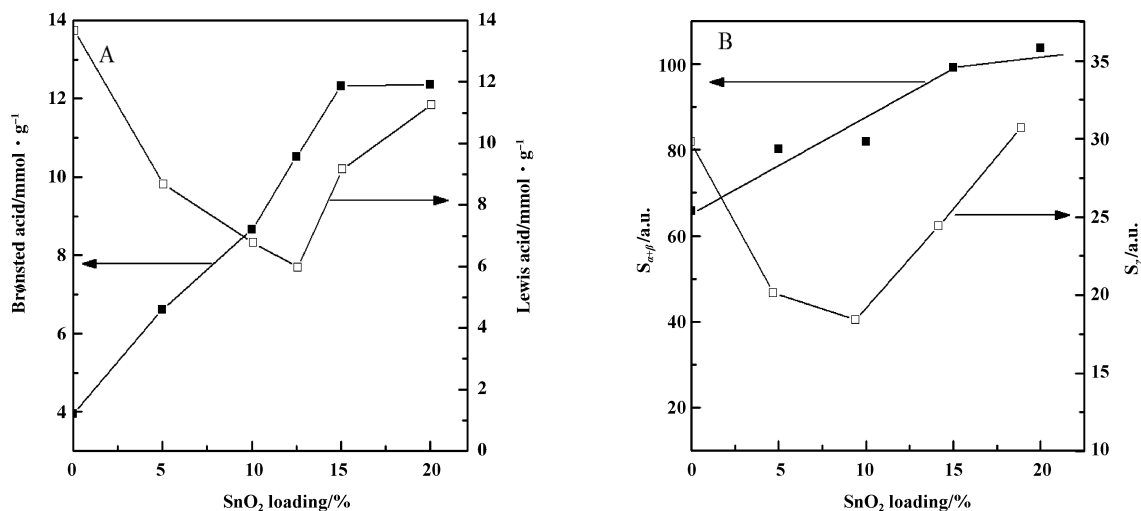 A
14
12
10
8
6
4
Brønsted acid/mmol·g⁻¹
14
12
10
8
6
4
2
0
Lewis acid/mmol·g⁻¹
0 5 10 15 20
SnO₂ loading/%
B
100
80
60
40
20
Sα+β/a.u.
35
30
25
20
15
10
Sγ/a.u.
0 5 10 15 20
SnO₂ loading/%